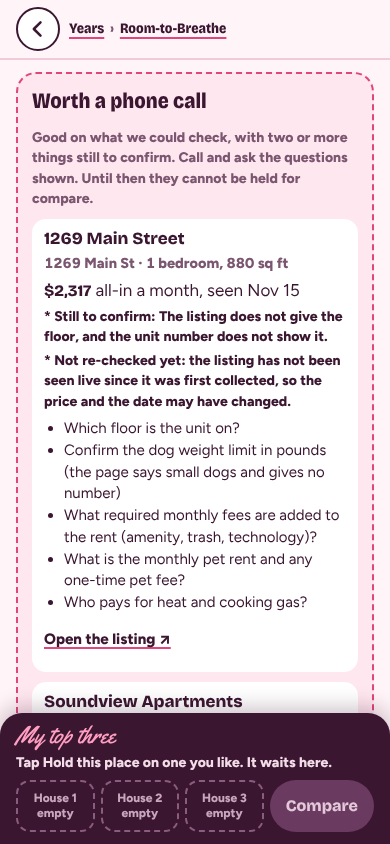 Years › Room-to-Breathe
Worth a phone call
Good on what we could check, with two or more
things still to confirm. Call and ask the questions
shown. Until then they cannot be held for
compare.
1269 Main Street
1269 Main St · 1 bedroom, 880 sq ft
$2,317 all-in a month, seen Nov 15
* Still to confirm: The listing does not give the
floor, and the unit number does not show it.
* Not re-checked yet: the listing has not been
seen live since it was first collected, so the
price and the date may have changed.
• Which floor is the unit on?
• Confirm the dog weight limit in pounds
(the page says small dogs and gives no
number)
• What required monthly fees are added to
the rent (amenity, trash, technology)?
• What is the monthly pet rent and any
one-time pet fee?
• Who pays for heat and cooking gas?
Open the listing ↗
Soundview Apartments
My top three
Tap Hold this place on one you like. It waits here.
House 1
empty
House 2
empty
House 3
empty
Compare